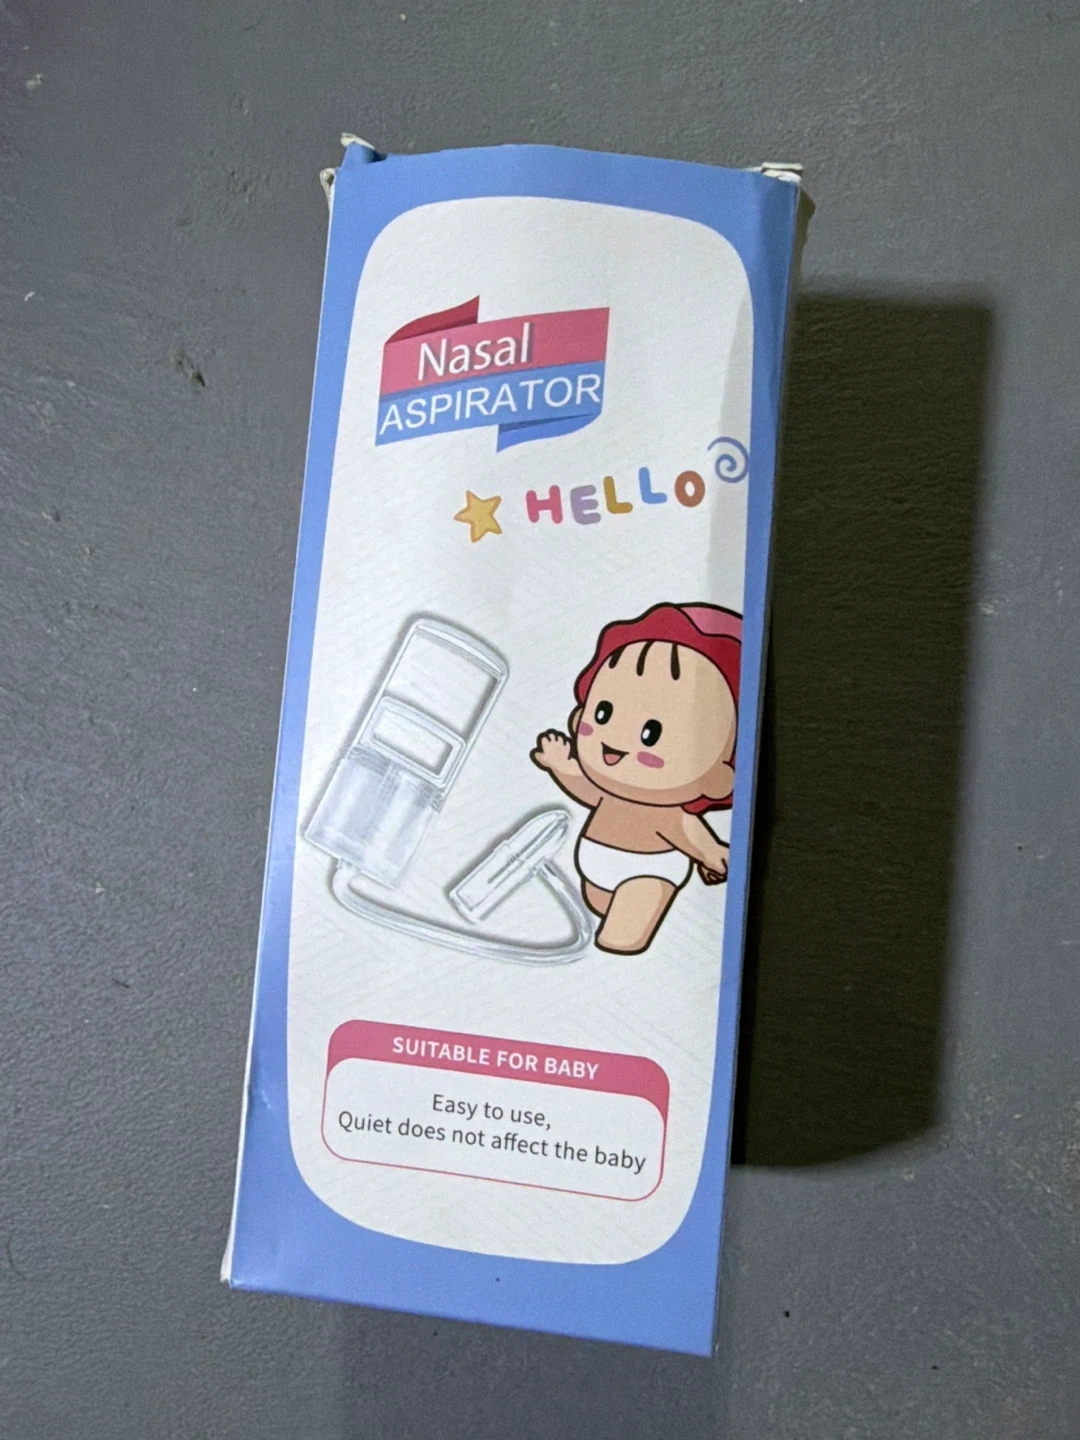 Nasal
ASPIRATOR
HELLO
SUITABLE FOR BABY
Easy to use,
Quiet does not affect the baby